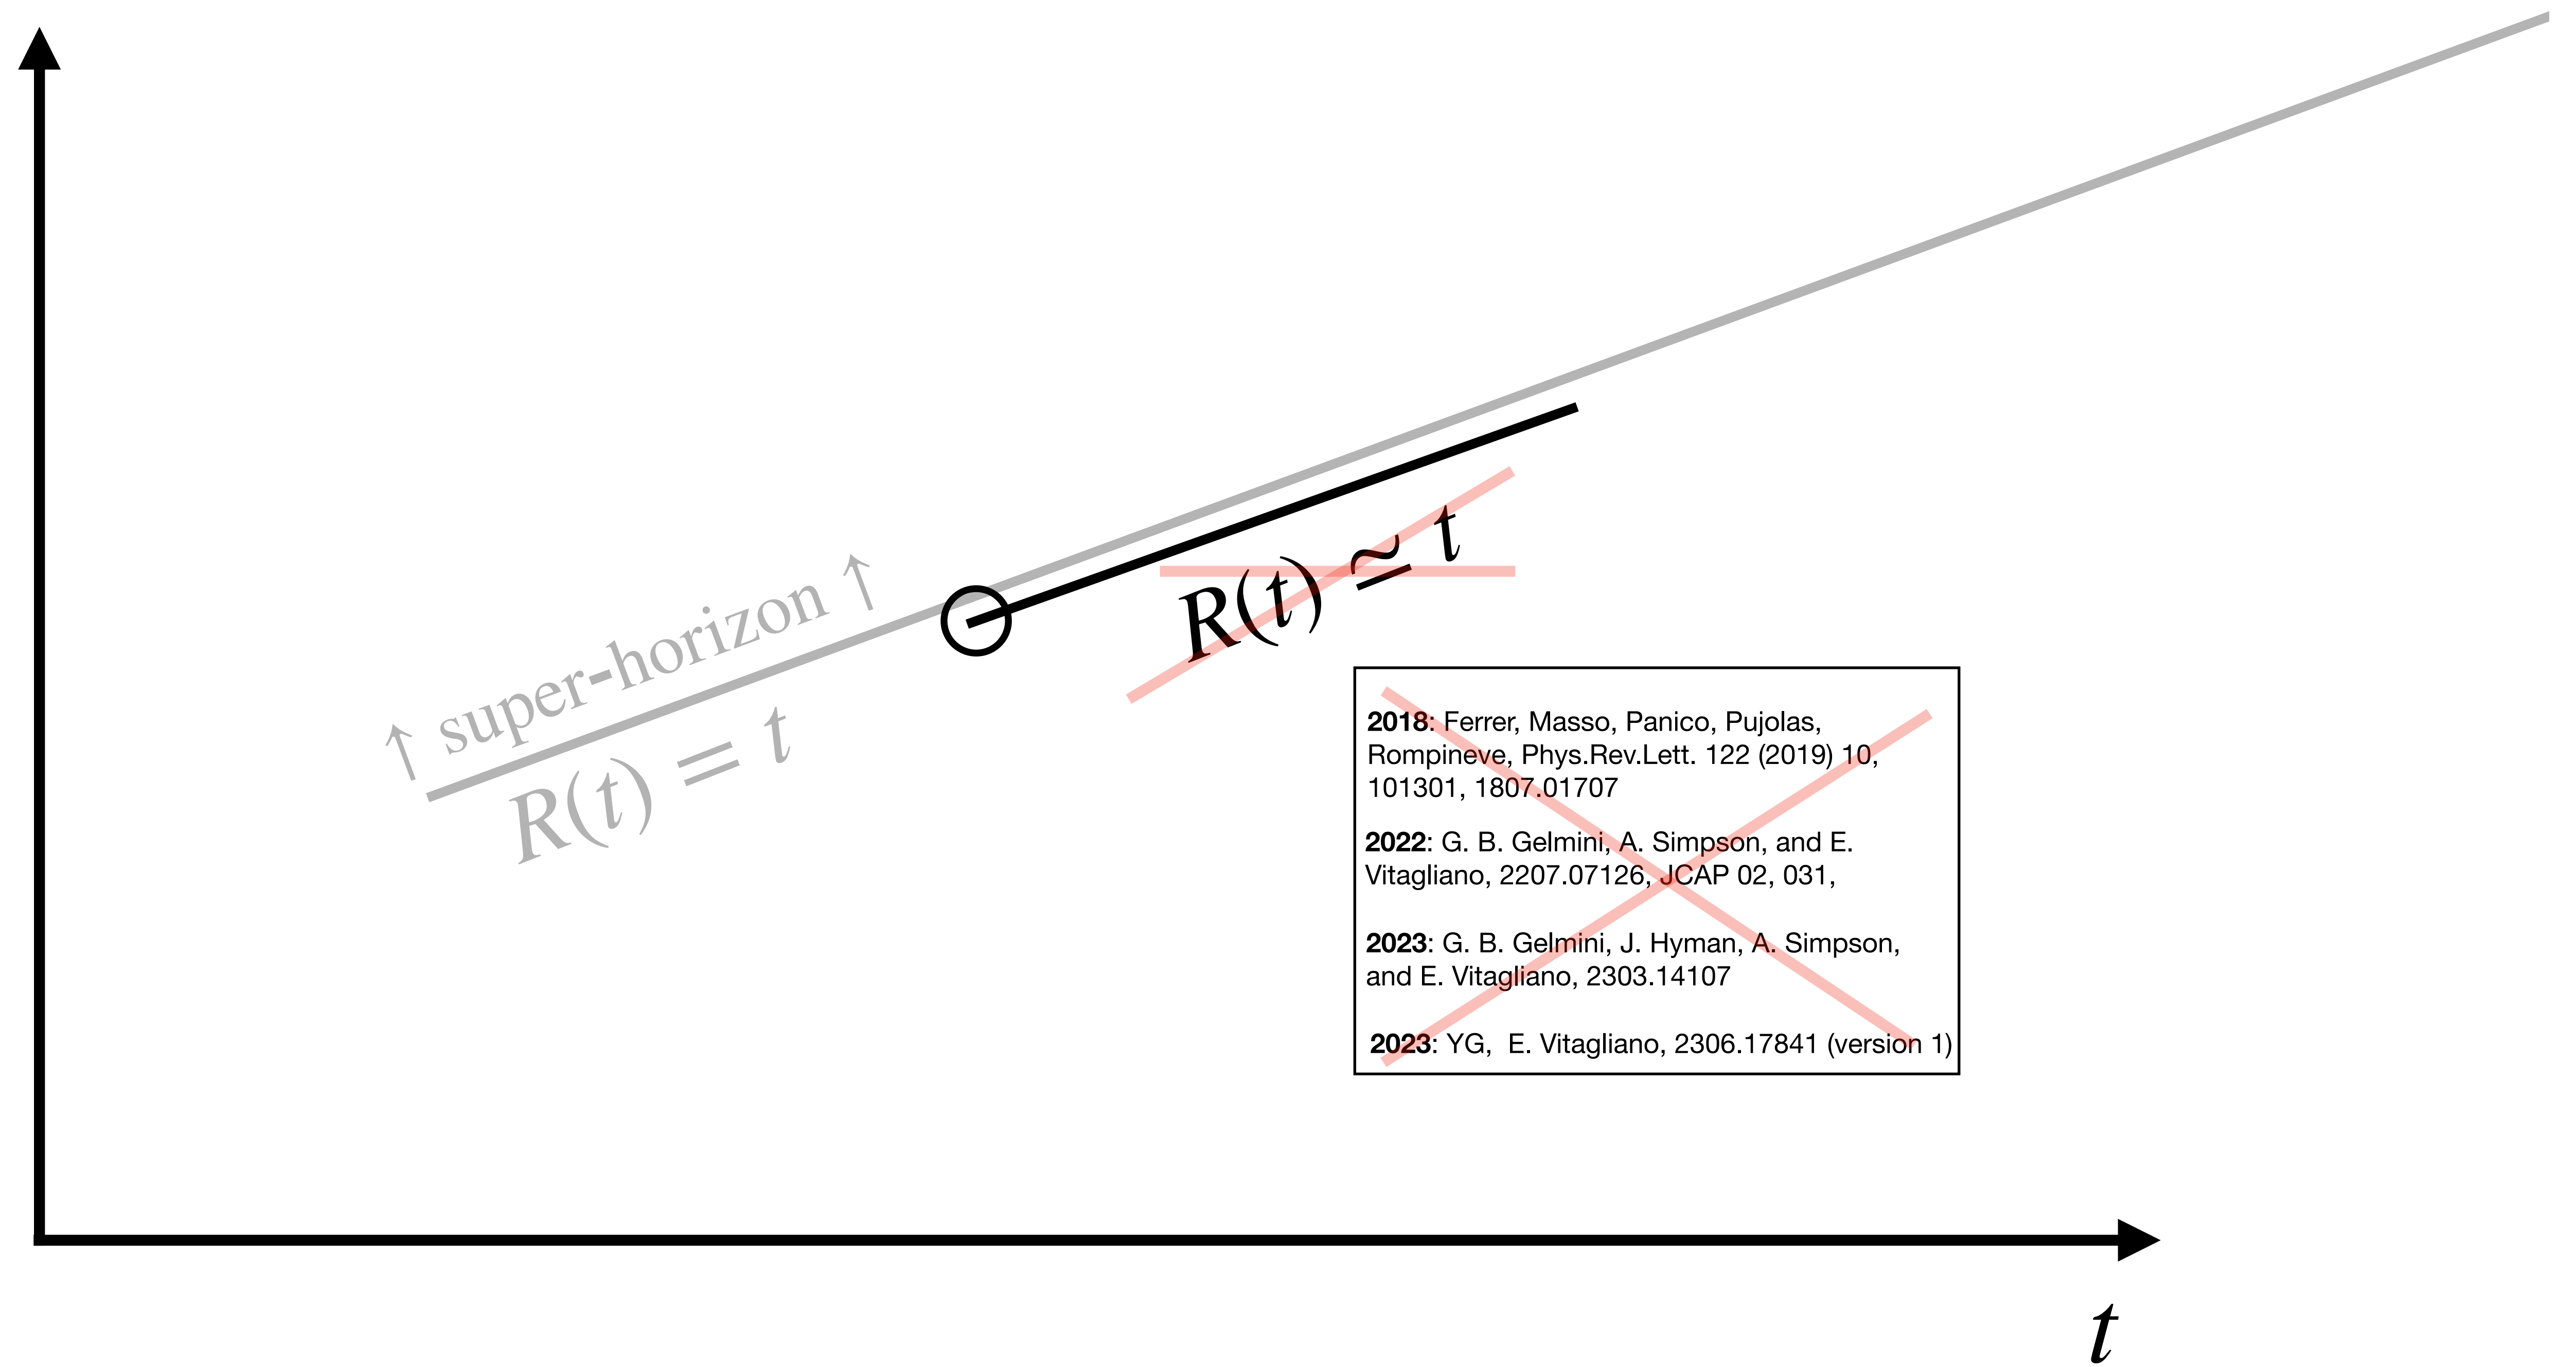 ↑ super-horizon ↑
R(t) = t
R(t) ≃ t
2018: Ferrer, Masso, Panico, Pujolas,
Rompineve, Phys.Rev.Lett. 122 (2019) 10,
101301, 1807.01707
2022: G. B. Gelmini, A. Simpson, and E.
Vitagliano, 2207.07126, JCAP 02, 031,
2023: G. B. Gelmini, J. Hyman, A. Simpson,
and E. Vitagliano, 2303.14107
2023: YG,  E. Vitagliano, 2306.17841 (version 1)
t